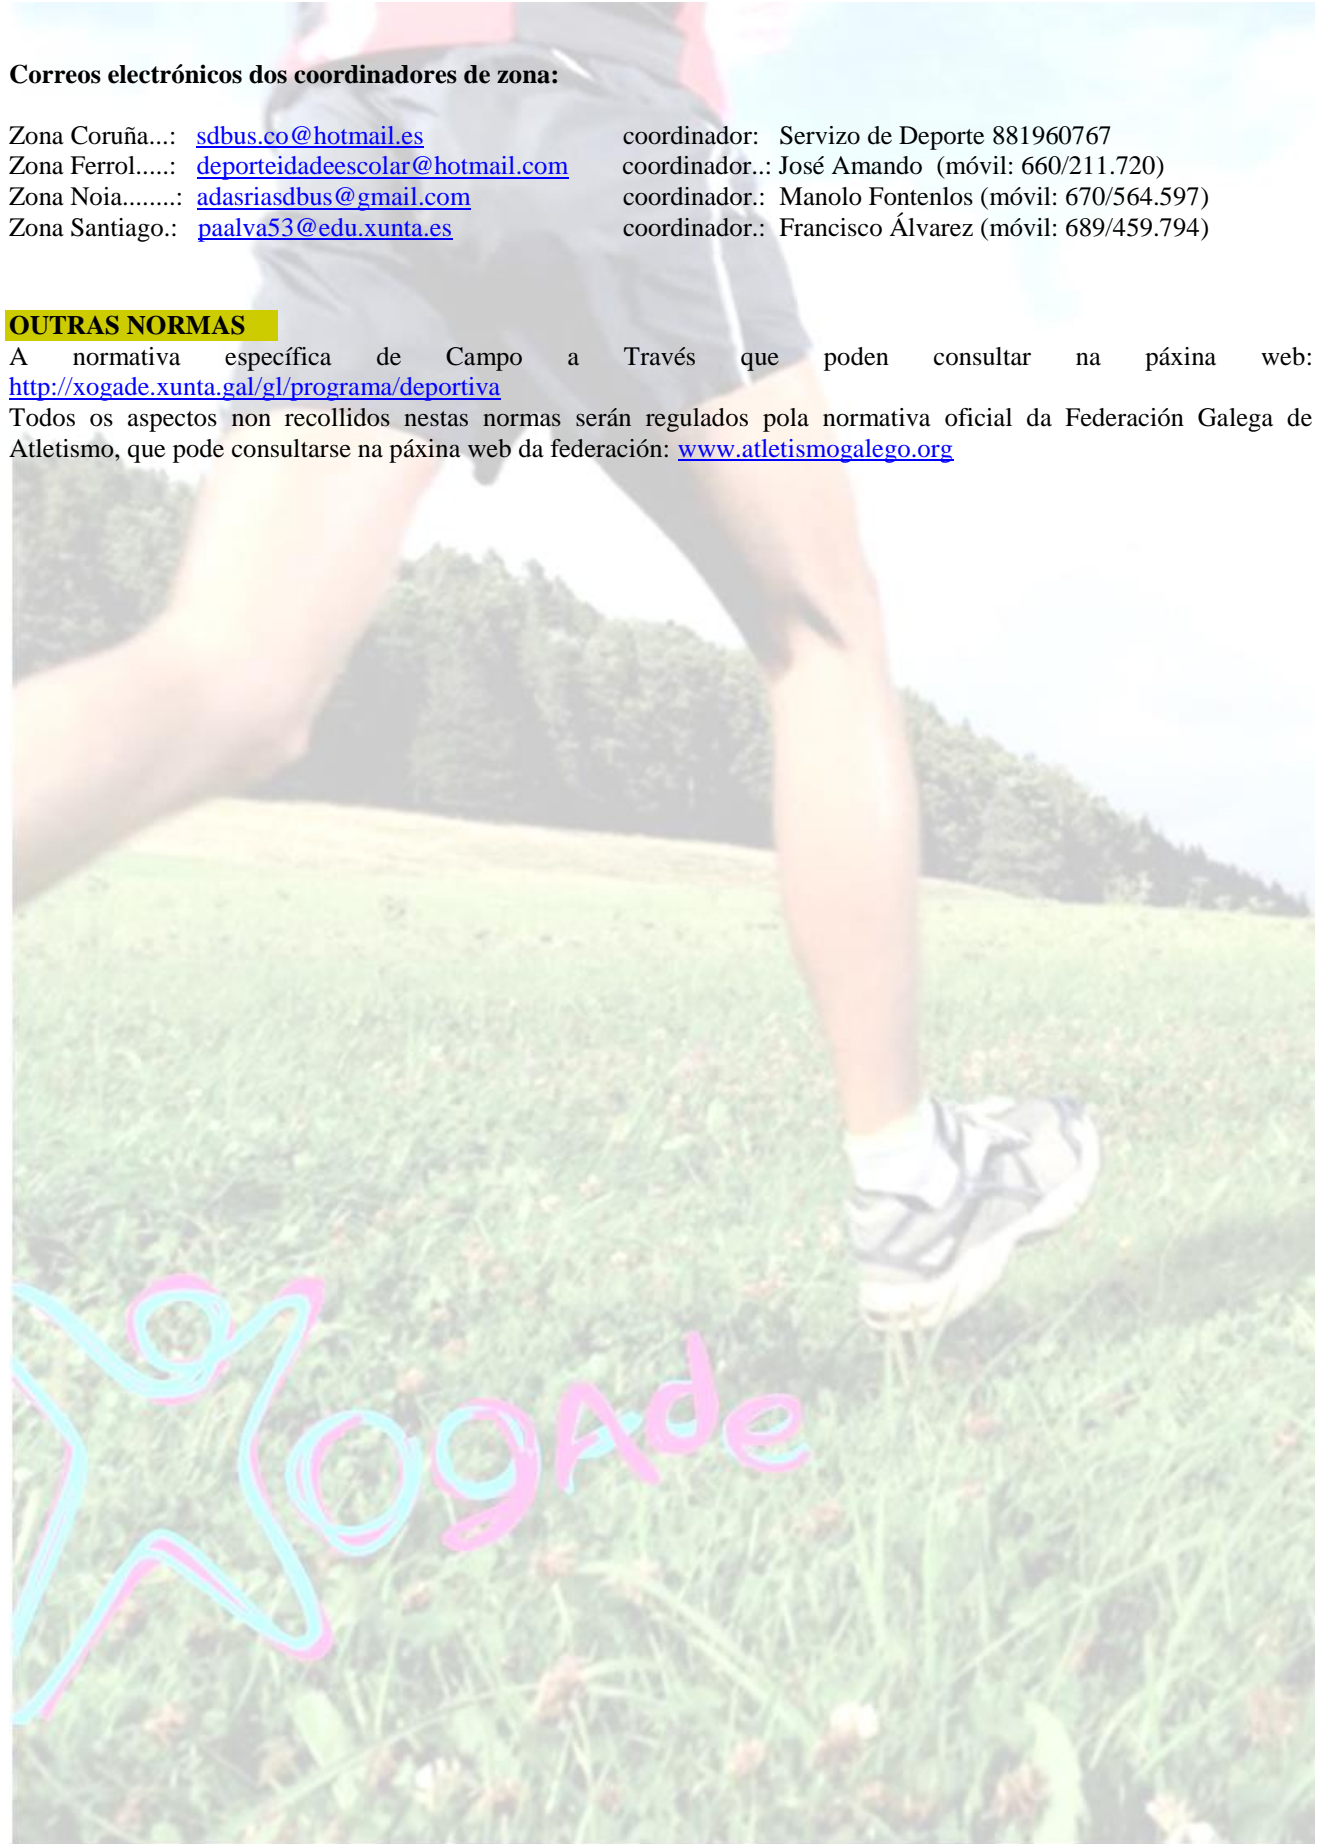 Correos electrónicos dos coordinadores de zona:
Zona Coruña...: sdbus.co@hotmail.es coordinador: Servizo de Deporte 881960767
Zona Ferrol.....: deporteidadeescolar@hotmail.com coordinador..: José Amando (móvil: 660/211.720)
Zona Noia........: adasriasdbus@gmail.com coordinador.: Manolo Fontenlos (móvil: 670/564.597)
Zona Santiago.: paalva53@edu.xunta.es coordinador.: Francisco Álvarez (móvil: 689/459.794)
OUTRAS NORMAS
A normativa específica de Campo a Través que poden consultar na páxina web:
http://xogade.xunta.gal/gl/programa/deportiva
Todos os aspectos non recollidos nestas normas serán regulados pola normativa oficial da Federación Galega de
Atletismo, que pode consultarse na páxina web da federación: www.atletismogalego.org
XogAde